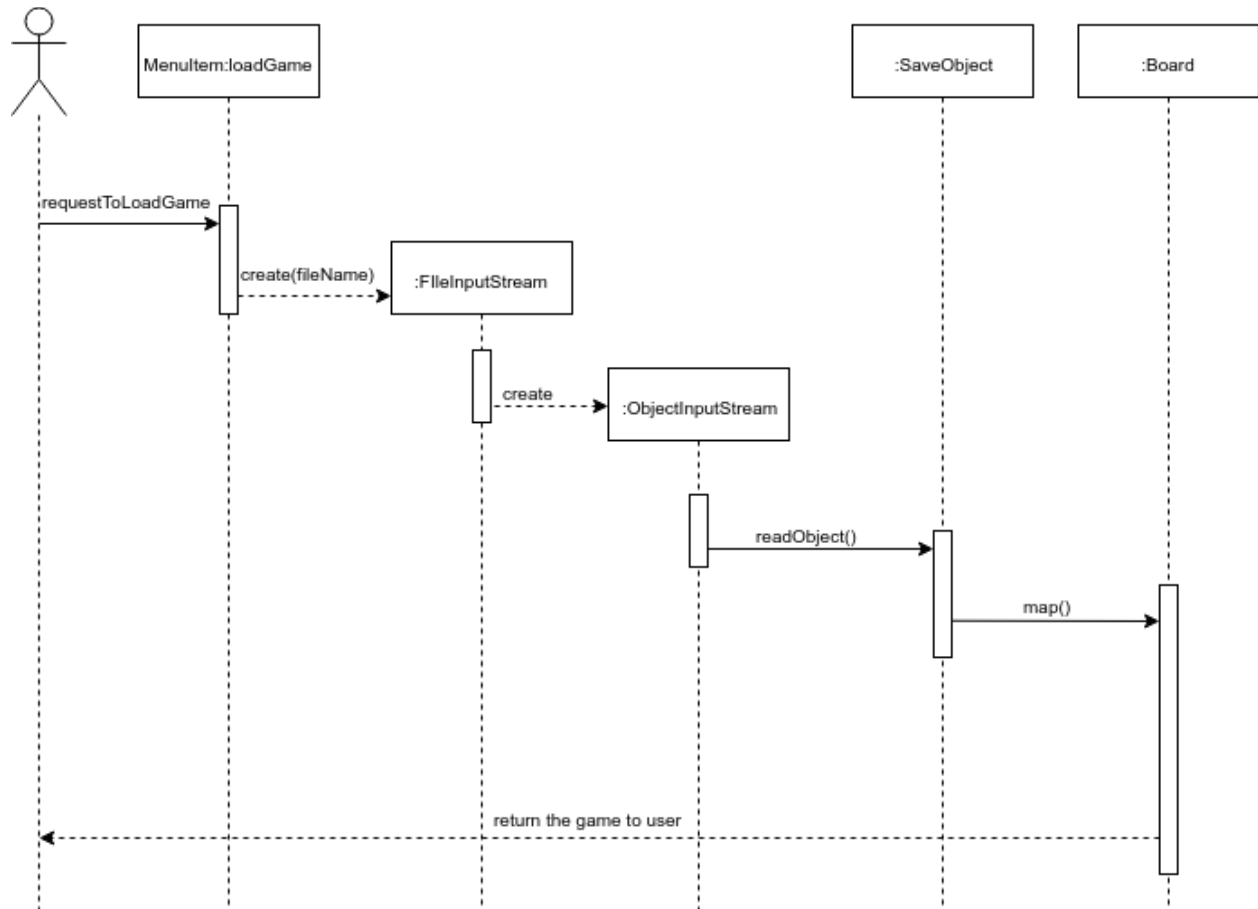 MenuItem:loadGame
:SaveObject
:Board
requestToLoadGame
create(fileName)
:FIleInputStream
create
:ObjectInputStream
readObject()
map()
return the game to user